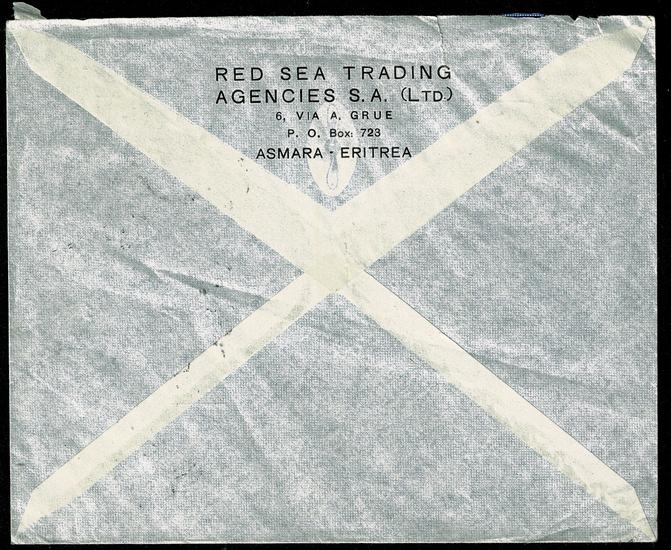 RED SEA TRADING
AGENCIES S.A. (LTD.)
6, VIA A. GRUE
P. O. Box: 723
ASMARA - ERITREA